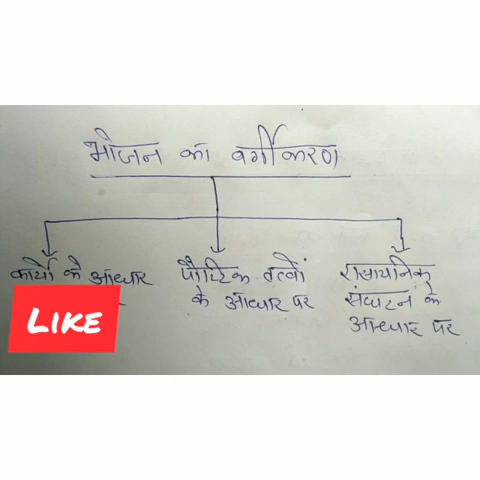 भोजन का वर्गीकरण
कार्यो के आधार
पौष्टिक तत्वों
के आधार पर
रासायनिक
संघटन के
आधार पर
LIKE